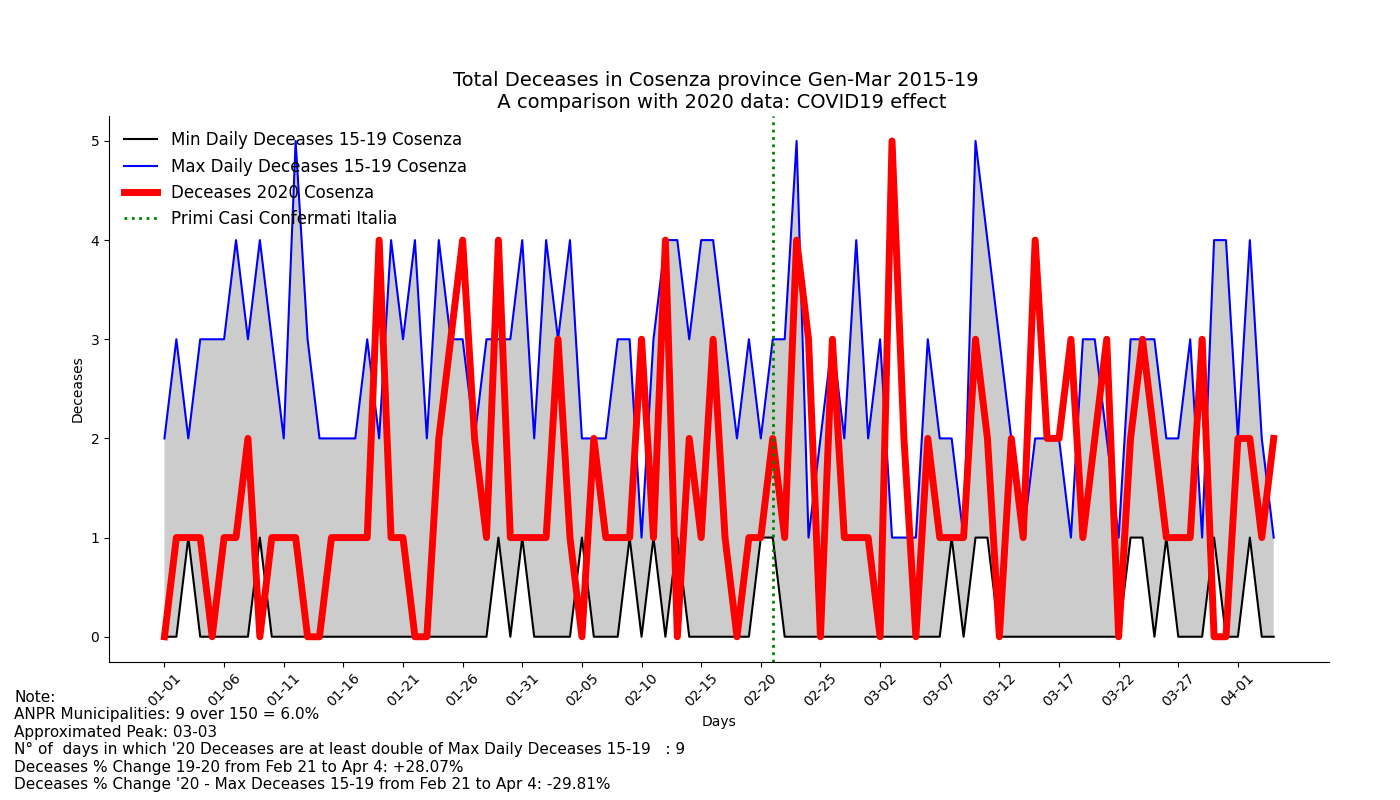 Total Deceases in Cosenza province Gen-Mar 2015-19
A comparison with 2020 data: COVID19 effect
Min Daily Deceases 15-19 Cosenza
Max Daily Deceases 15-19 Cosenza
Deceases 2020 Cosenza
Primi Casi Confermati Italia
Deceases
5
4
3
2
1
0
01-01 01-06 01-11 01-16 01-21 01-26 01-31 02-05 02-10 02-15 02-20 02-25 03-02 03-07 03-12 03-17 03-22 03-27 04-01
Days
Note:
ANPR Municipalities: 9 over 150 = 6.0%
Approximated Peak: 03-03
N° of  days in which '20 Deceases are at least double of Max Daily Deceases 15-19   : 9
Deceases % Change 19-20 from Feb 21 to Apr 4: +28.07%
Deceases % Change '20 - Max Deceases 15-19 from Feb 21 to Apr 4: -29.81%